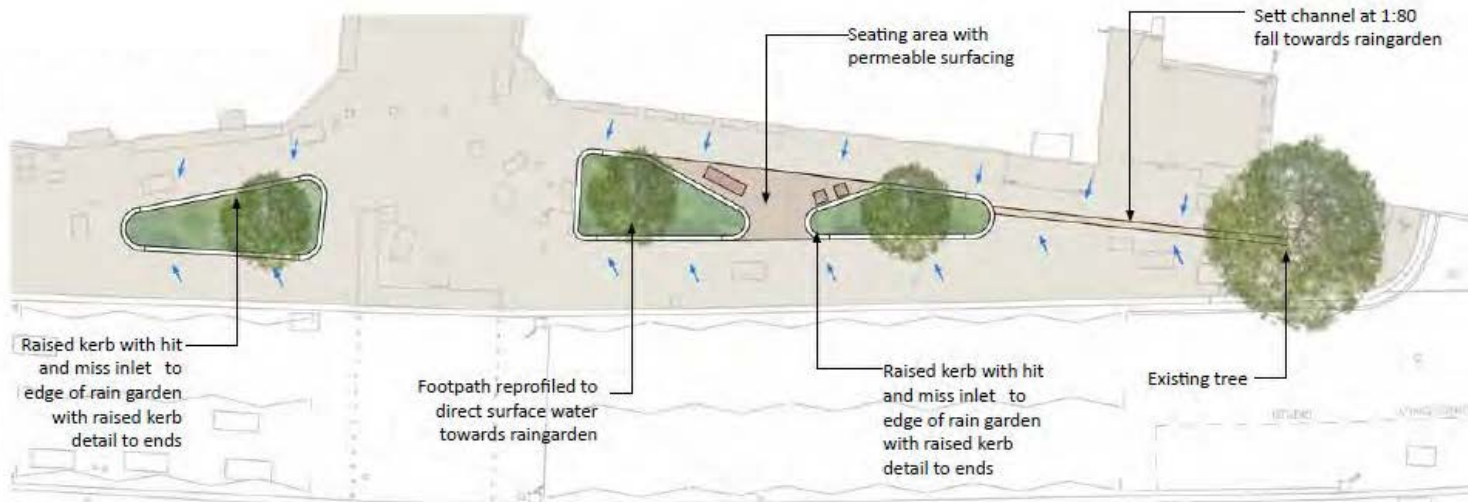 Seating area with
permeable surfacing
Sett channel at 1:80
fall towards raingarden
Raised kerb with hit
and miss inlet to
edge of rain garden
with raised kerb
detail to ends
Footpath reprofiled to
direct surface water
towards raingarden
Raised kerb with hit
and miss inlet to
edge of rain garden
with raised kerb
detail to ends
Existing tree